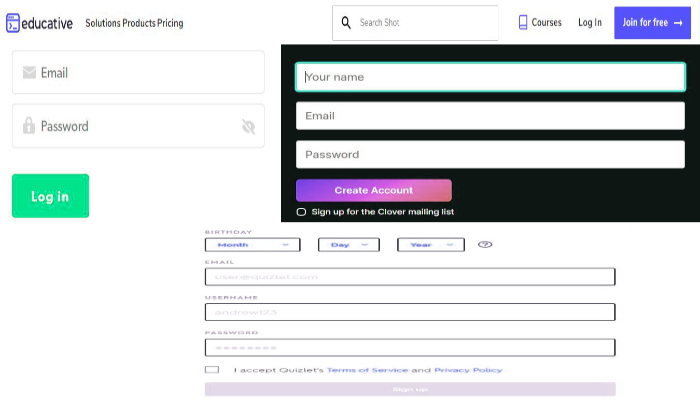 educative Solutions Products Pricing Search Shot Courses Log In Join for free →
Email
Password
Log in
Your name
Email
Password
Create Account
Sign up for the Clover mailing list
BIRTHDAY
Month Day Year ?
EMAIL
user@quizlet.com
USERNAME
andrew123
PASSWORD
••••••••
I accept Quizlet's Terms of Service and Privacy Policy
Sign up